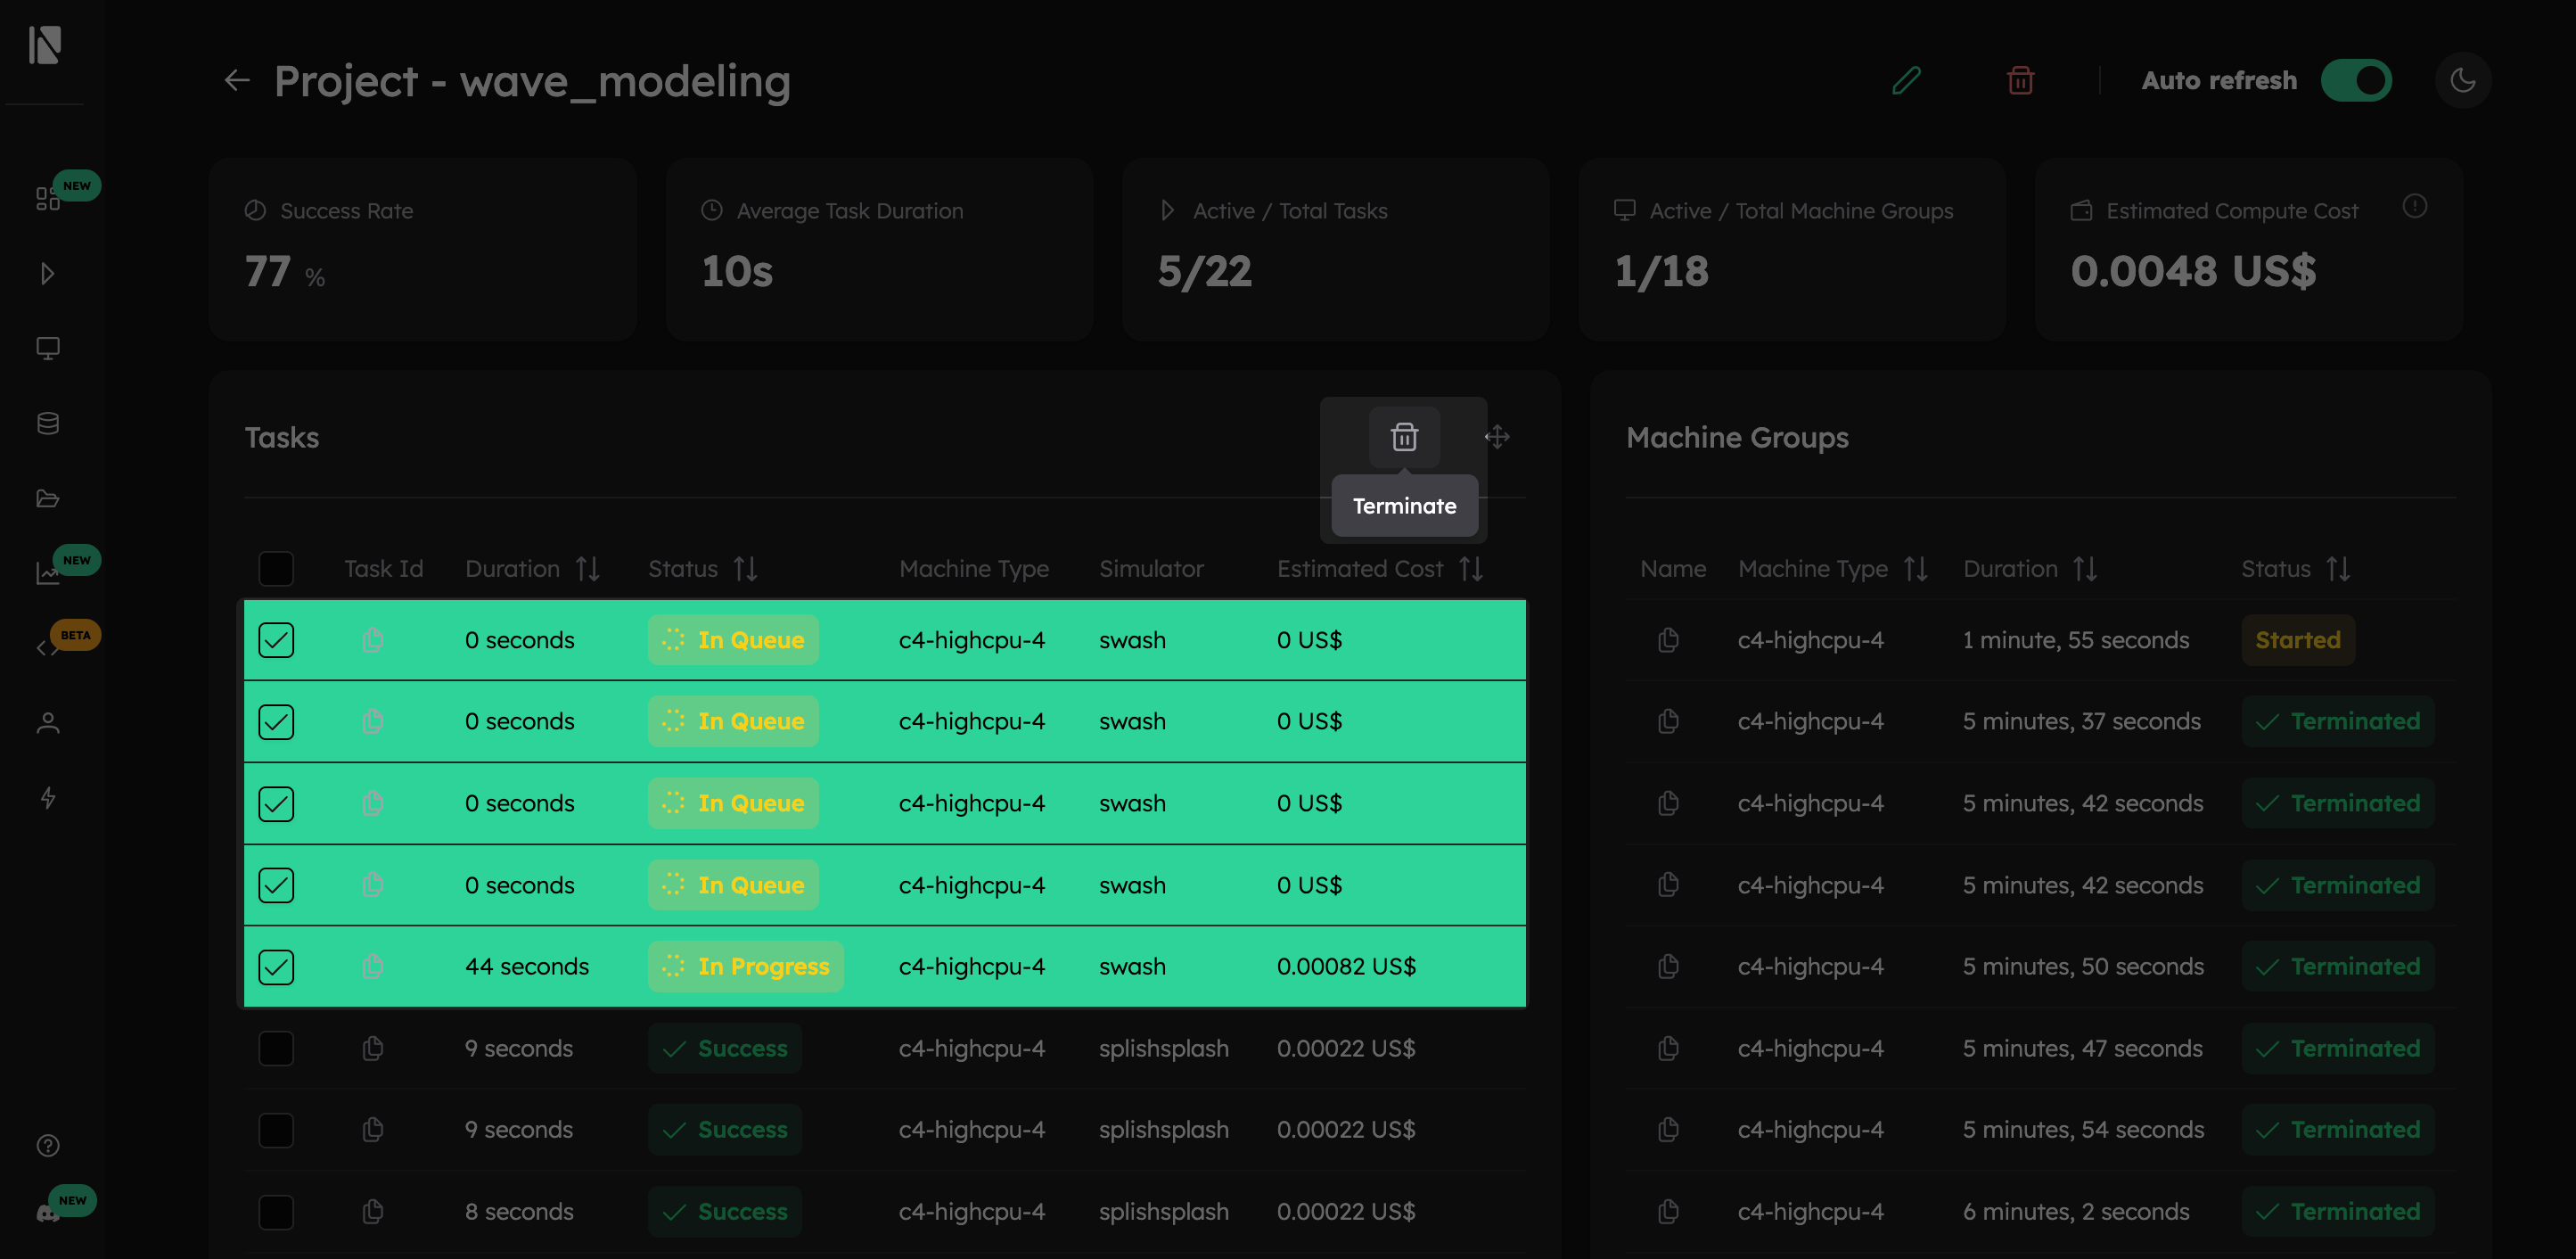 Project - wave_modeling
Auto refresh
NEW
Success Rate
77 %
Average Task Duration
10s
Active / Total Tasks
5/22
Active / Total Machine Groups
1/18
Estimated Compute Cost
0.0048 US$
NEW
BETA
NEW
Tasks
Terminate
Task Id Duration Status Machine Type Simulator Estimated Cost
0 seconds In Queue c4-highcpu-4 swash 0 US$
0 seconds In Queue c4-highcpu-4 swash 0 US$
0 seconds In Queue c4-highcpu-4 swash 0 US$
0 seconds In Queue c4-highcpu-4 swash 0 US$
44 seconds In Progress c4-highcpu-4 swash 0.00082 US$
9 seconds Success c4-highcpu-4 splishsplash 0.00022 US$
9 seconds Success c4-highcpu-4 splishsplash 0.00022 US$
8 seconds Success c4-highcpu-4 splishsplash 0.00022 US$
Machine Groups
Name Machine Type Duration Status
c4-highcpu-4 1 minute, 55 seconds Started
c4-highcpu-4 5 minutes, 37 seconds Terminated
c4-highcpu-4 5 minutes, 42 seconds Terminated
c4-highcpu-4 5 minutes, 42 seconds Terminated
c4-highcpu-4 5 minutes, 50 seconds Terminated
c4-highcpu-4 5 minutes, 47 seconds Terminated
c4-highcpu-4 5 minutes, 54 seconds Terminated
c4-highcpu-4 6 minutes, 2 seconds Terminated